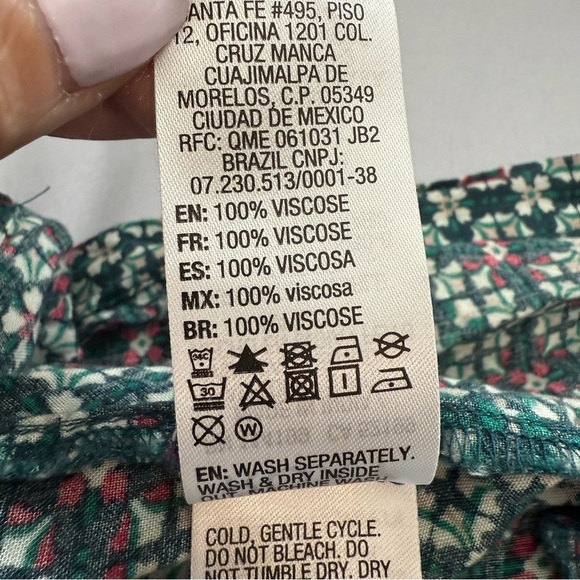 ANTA FE #495, PISO
12, OFICINA 1201 COL.
CRUZ MANCA
CUAJIMALPA DE
MORELOS, C.P. 05349
CIUDAD DE MEXICO
RFC: QME 061031 JB2
BRAZIL CNPJ:
07.230.513/0001-38
EN: 100% VISCOSE
FR: 100% VISCOSE
ES: 100% VISCOSA
MX: 100% viscosa
BR: 100% VISCOSE
30
W
EN: WASH SEPARATELY.
WASH & DRY INSIDE
OUT. MACHINE WASH
COLD, GENTLE CYCLE.
DO NOT BLEACH. DO
NOT TUMBLE DRY. DRY